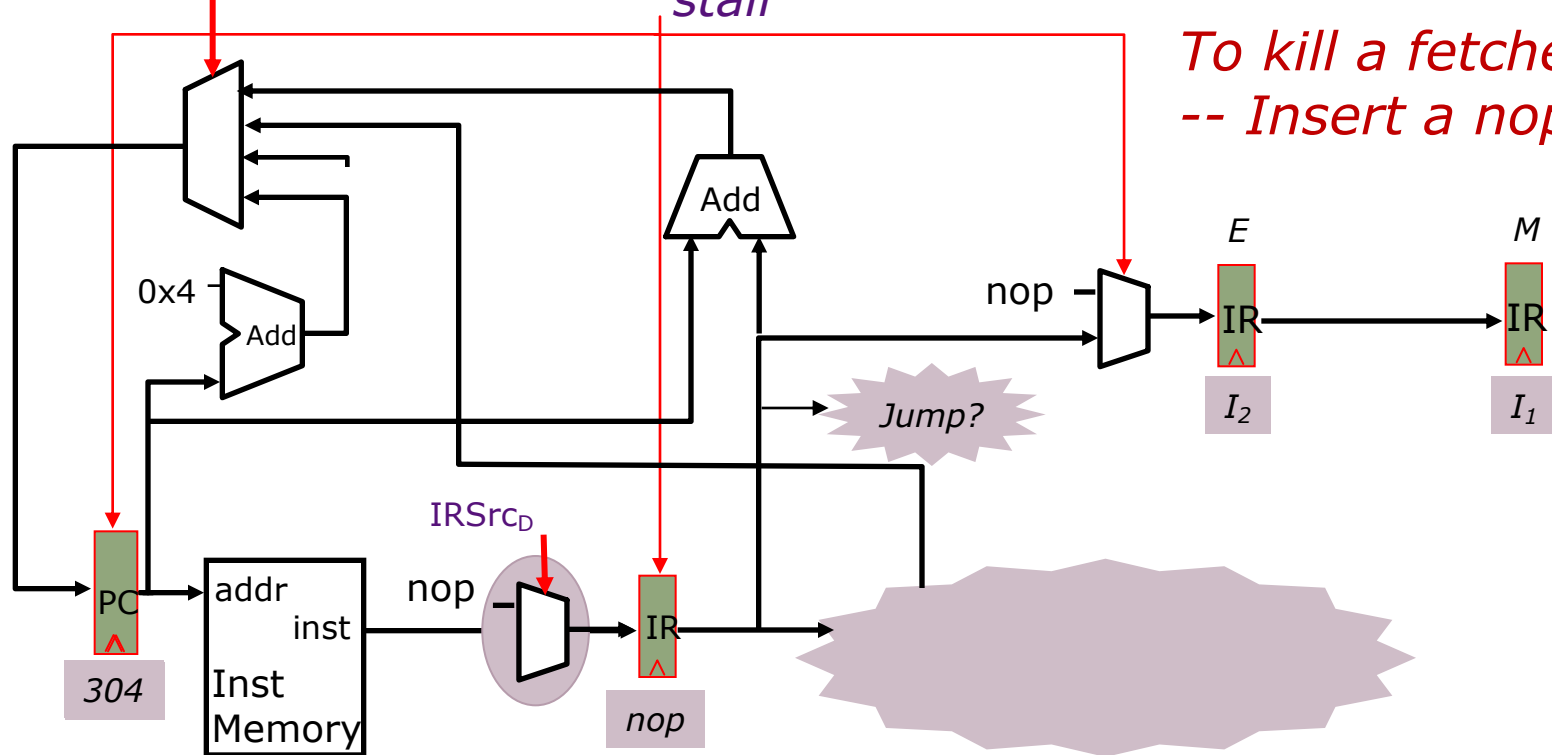 stall
To kill a fetche
-- Insert a nop
Add
E
M
0x4
Add
nop
IR
IR
Jump?
I2
I1
IRSrcD
PC
addr
nop
inst
IR
304
Inst
Memory
nop